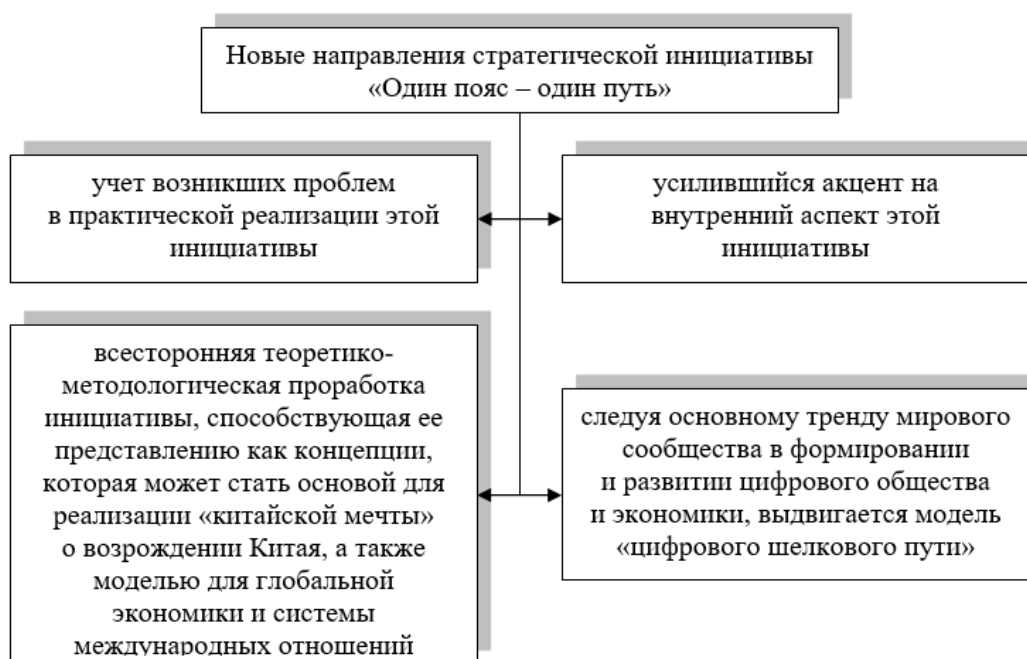 Новые направления стратегической инициативы
«Один пояс – один путь»
учет возникших проблем
в практической реализации этой
инициативы
усилившийся акцент на
внутренний аспект этой
инициативы
всесторонняя теоретико-
методологическая проработка
инициативы, способствующая ее
представлению как концепции,
которая может стать основой для
реализации «китайской мечты»
о возрождении Китая, а также
моделью для глобальной
экономики и системы
международных отношений
следуя основному тренду мирового
сообщества в формировании
и развитии цифрового общества
и экономики, выдвигается модель
«цифрового шелкового пути»